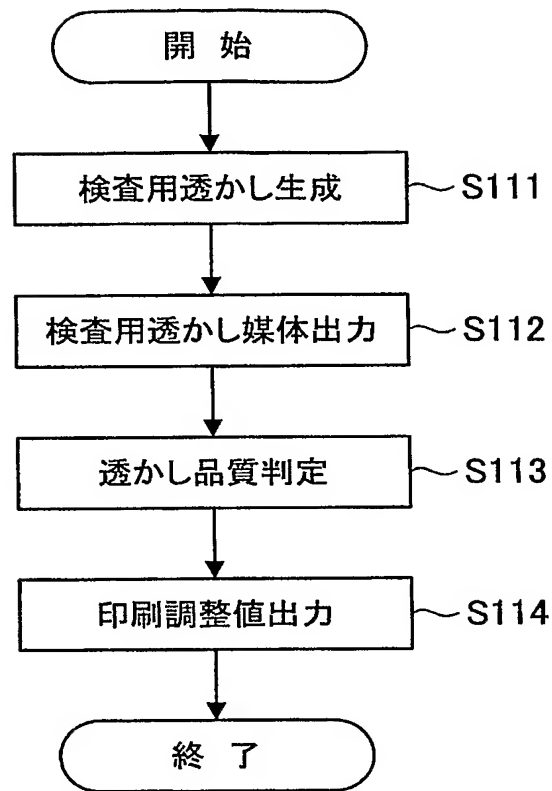 開 始
検査用透かし生成 S111
検査用透かし媒体出力 S112
透かし品質判定 S113
印刷調整値出力 S114
終 了